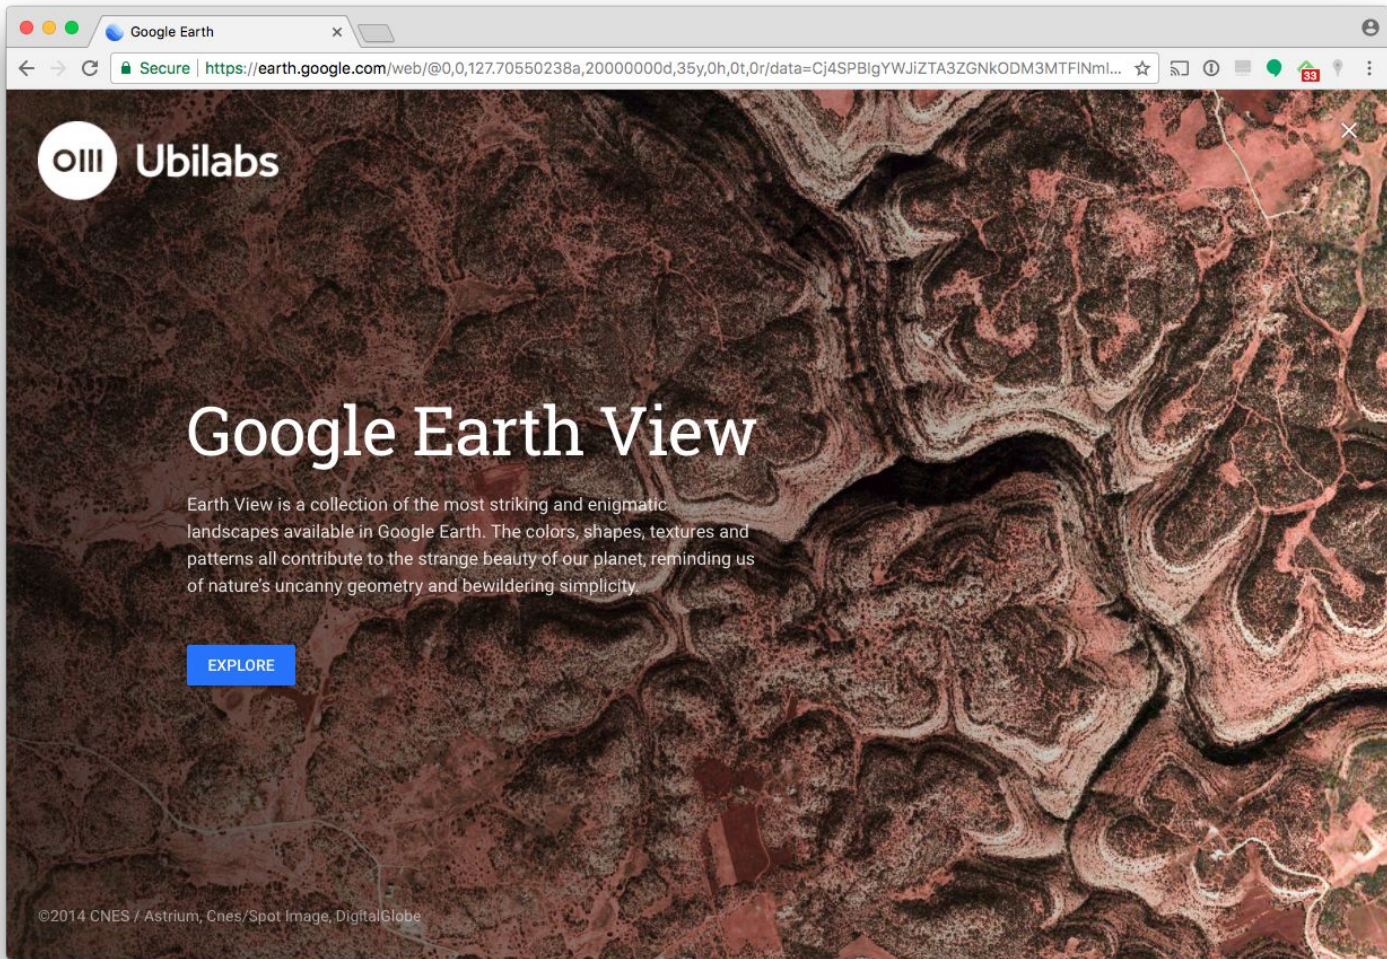 Google Earth
Secure | https://earth.google.com/web/@0,0,127.70550238a,20000000d,35y,0h,0t,0r/data=Cj4SPBIgYWJiZTA3ZGNkODM3MTFlNmI...
33
OIII Ubilabs
Google Earth View
Earth View is a collection of the most striking and enigmatic
landscapes available in Google Earth. The colors, shapes, textures and
patterns all contribute to the strange beauty of our planet, reminding us
of nature's uncanny geometry and bewildering simplicity.
EXPLORE
©2014 CNES / Astrium, Cnes/Spot Image, DigitalGlobe